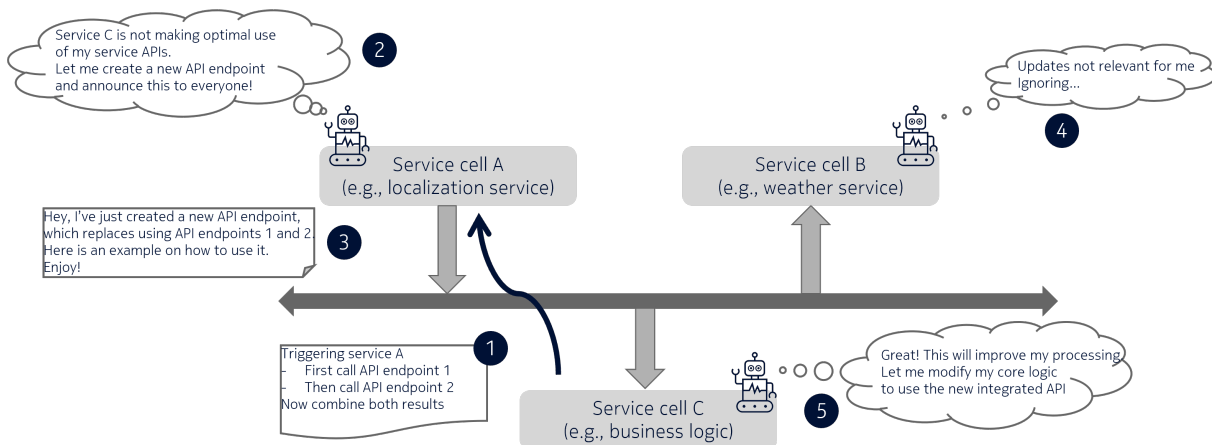 Service C is not making optimal use
of my service APIs.
Let me create a new API endpoint
and announce this to everyone!
2
Updates not relevant for me
Ignoring...
4
Service cell A
(e.g., localization service)
Service cell B
(e.g., weather service)
Hey, I've just created a new API endpoint,
which replaces using API endpoints 1 and 2.
Here is an example on how to use it.
Enjoy!
3
1
Triggering service A
- First call API endpoint 1
- Then call API endpoint 2
Now combine both results
Great! This will improve my processing
Let me modify my core logic
to use the new integrated API
5
Service cell C
(e.g., business logic)